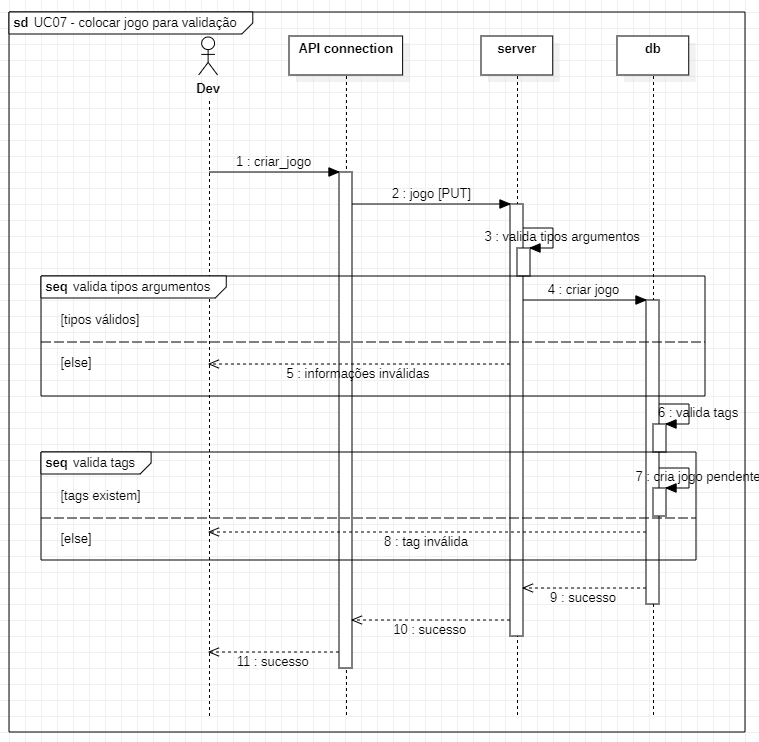 sd UC07 - colocar jogo para validação
API connection
server
db
Dev
1 : criar_jogo
2 : jogo [PUT]
3 : valida tipos argumentos
seq valida tipos argumentos
4 : criar jogo
[tipos válidos]
[else]
5 : informações inválidas
6 : valida tags
seq valida tags
7 : cria jogo pendente
[tags existem]
[else]
8 : tag inválida
9 : sucesso
10 : sucesso
11 : sucesso